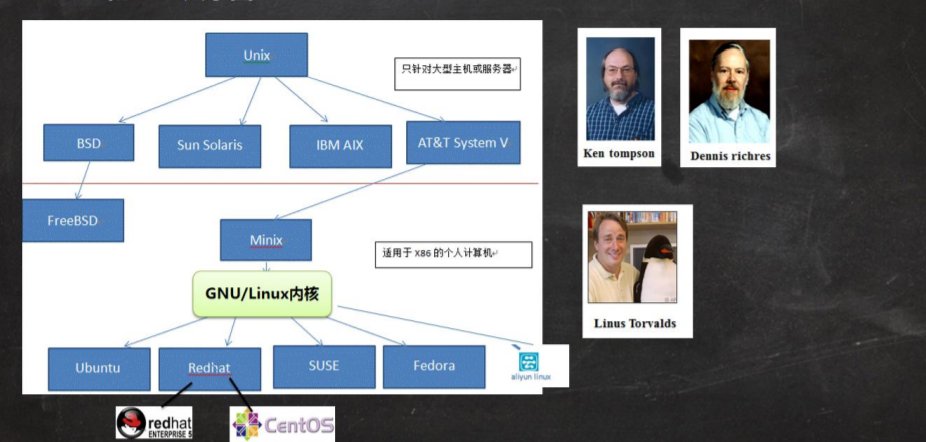 Unix
只针对大型主机或服务器
BSD
Sun Solaris
IBM AIX
AT&T System V
FreeBSD
Minix
适用于 X86 的个人计算机
GNU/Linux内核
Ubuntu
Redhat
SUSE
Fedora
aliyun linux
redhat
ENTERPRISE 5
CentOS
Ken tompson
Dennis richres
Linus Torvalds